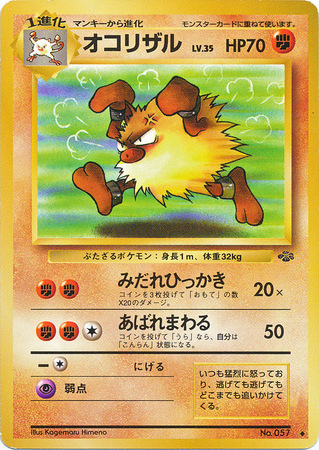 1進化 マンキーから進化 モンスターカードに重ねて使います。
オコリザル LV.35 HP70
ぶたざるポケモン：身長1m、体重32kg
みだれひっかき 20×
コインを3枚投げて「おもて」の数
X20のダメージ。
あばれまわる 50
コインを投げて「うら」なら、自分は
「こんらん」状態になる。
- にげる
弱点
いつも猛烈に怒ってお
り、逃げても逃げても
どこまでも追いかけてく
る。
Illus. Kagemaru Himeno
No.057